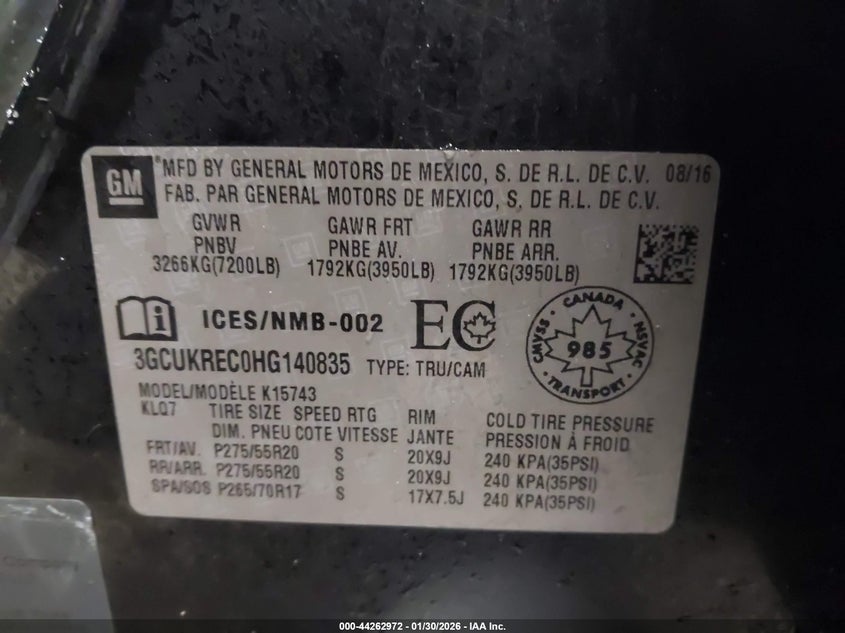 GM
*MFD BY GENERAL MOTORS DE MEXICO, S. DE R.L. DE C.V. 08/16
FAB. PAR GENERAL MOTORS DE MEXICO, S. DE R.L. DE C.V.
GVWR GAWR FRT GAWR RR
PNBV PNBE AV. PNBE ARR.
3266KG(7200LB) 1792KG(3950LB) 1792KG(3950LB)
ICES/NMB-002 EC
CANADA
CMVSS 985 NSVAC
TRANSPORT
3GCUKREC0HG140835 TYPE: TRU/CAM
MODEL/MODÈLE K15743
KLQ7 TIRE SIZE SPEED RTG RIM COLD TIRE PRESSURE
DIM. PNEU COTE VITESSE JANTE PRESSION À FROID
FRT/AV. P275/55R20 S 20X9J 240 KPA(35PSI)
RR/ARR. P275/55R20 S 20X9J 240 KPA(35PSI)
SPA/SOS P265/70R17 S 17X7.5J 240 KPA(35PSI)
Company
000-44262972 - 01/30/2026 - IAA Inc.